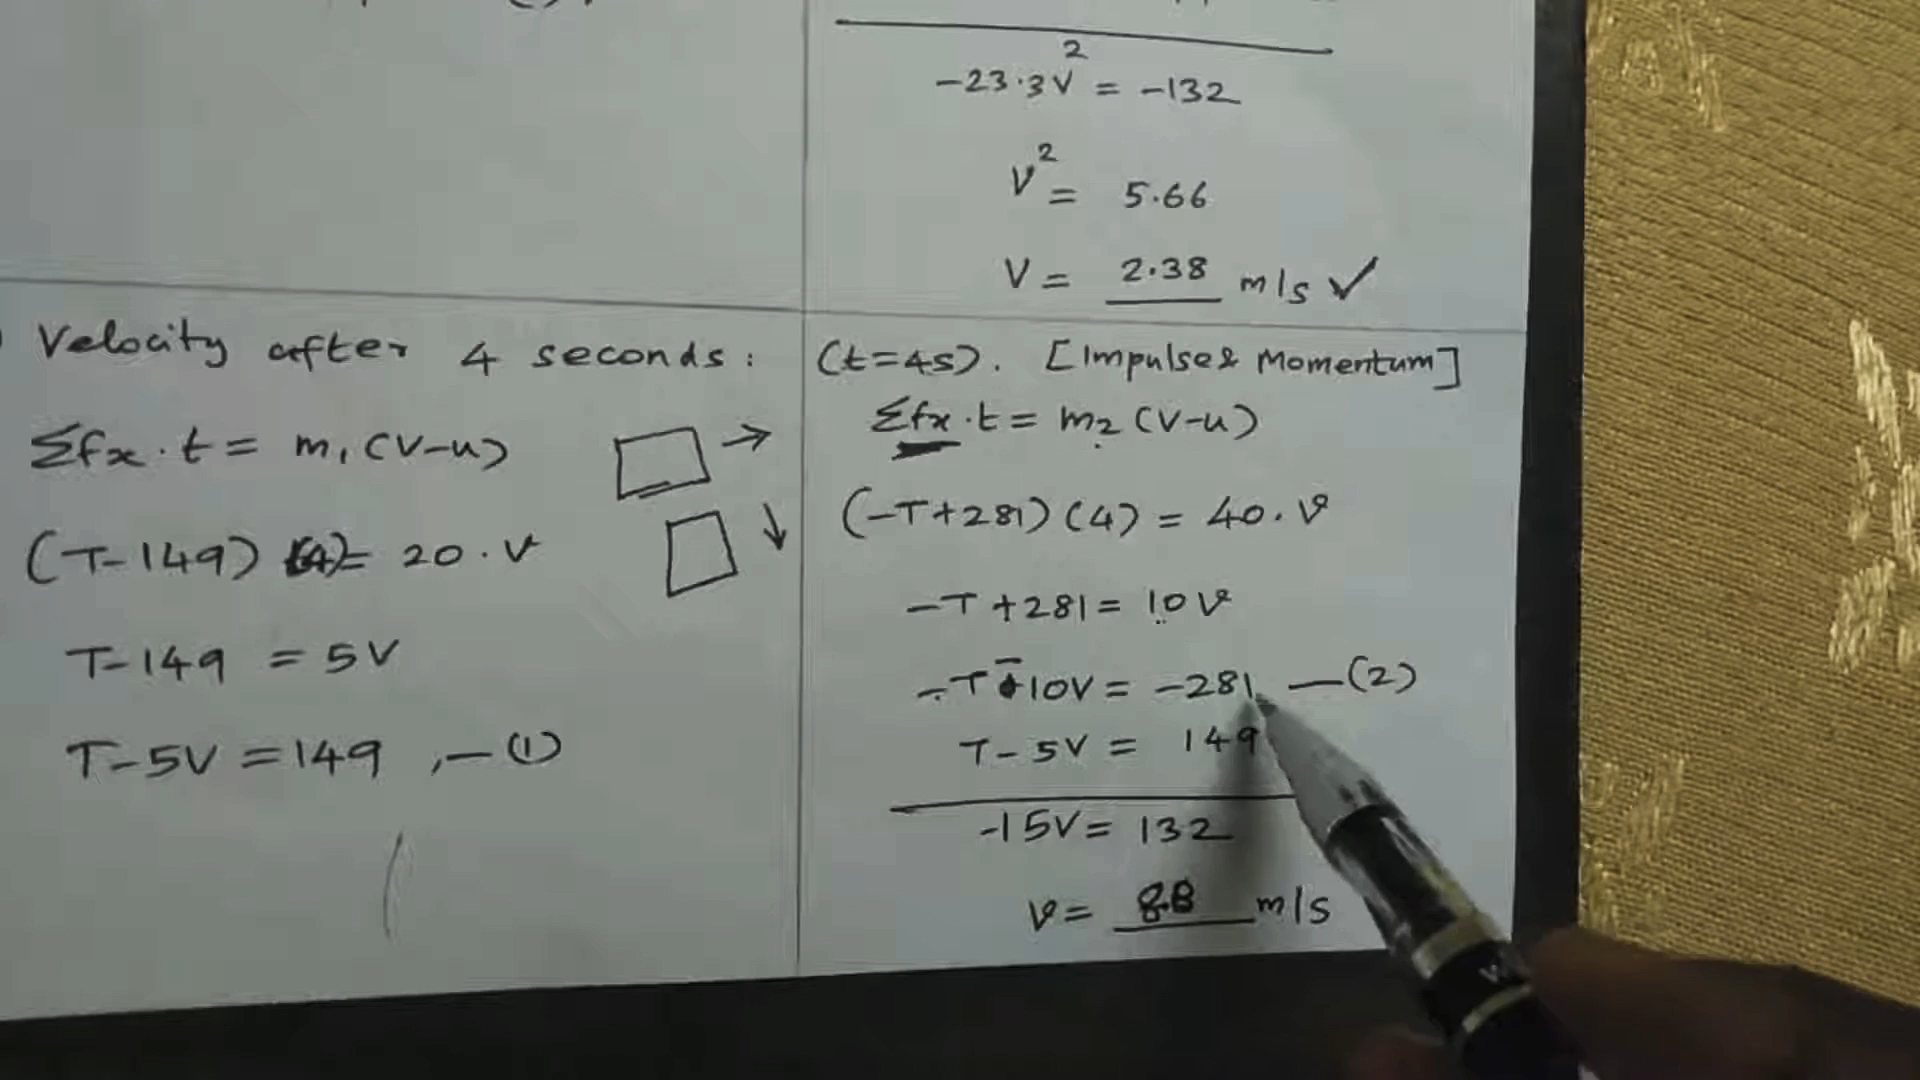 -23.3V² = -132
V² = 5.66
V = 2.38 m/s ✓
Velocity after 4 seconds: (t=4s). [Impulse & Momentum]
Σfx.t = m₁(V-u)
(T-149) (4) = 20.V
T-149 = 5V
T-5V = 149, —(1)
Σfx.t = m₂(V-u)
(-T+281)(4) = 40.V
-T+281 = 10V
-T-10V = -281 —(2)
T-5V = 149
-15V = 132
V = 8.8 m/s